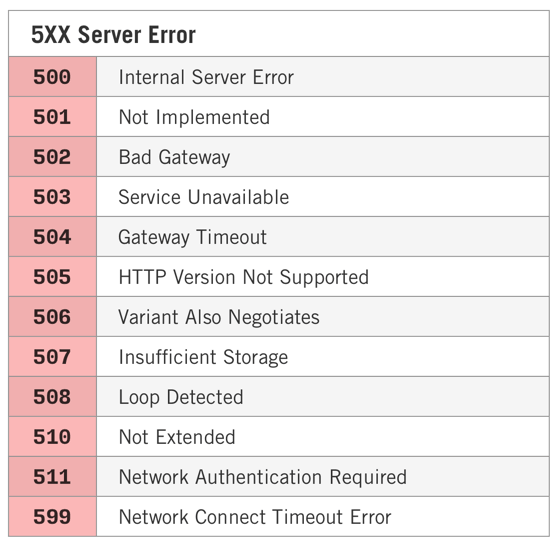 5XX Server Error
500 Internal Server Error
501 Not Implemented
502 Bad Gateway
503 Service Unavailable
504 Gateway Timeout
505 HTTP Version Not Supported
506 Variant Also Negotiates
507 Insufficient Storage
508 Loop Detected
510 Not Extended
511 Network Authentication Required
599 Network Connect Timeout Error